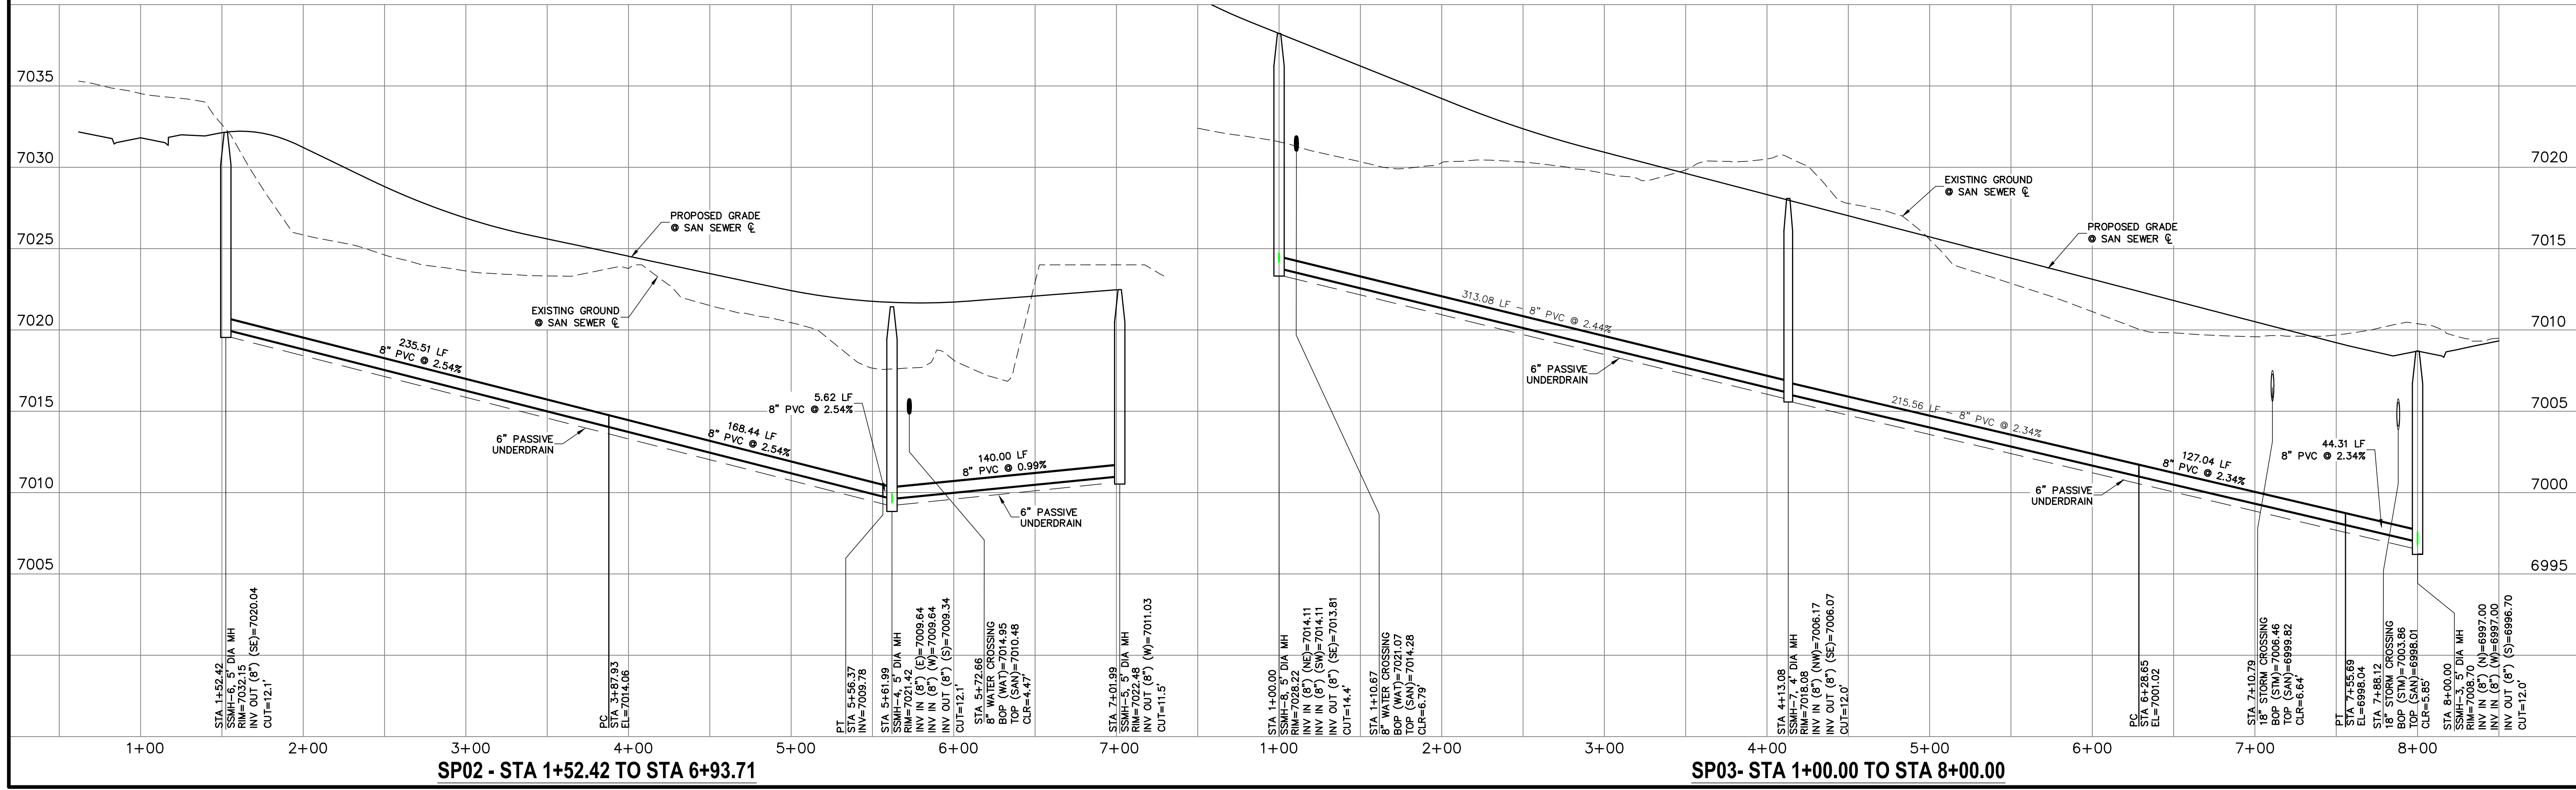 7035
7030
7025
7020
7015
7010
7005
PROPOSED GRADE
@ SAN SEWER ℄
EXISTING GROUND
@ SAN SEWER ℄
235.51 LF
8" PVC @ 2.54%
6" PASSIVE
UNDERDRAIN
168.44 LF
8" PVC @ 2.54%
5.62 LF
8" PVC @ 2.54%
140.00 LF
8" PVC @ 0.99%
6" PASSIVE
UNDERDRAIN
STA 1+52.42
SSMH-6, 5' DIA MH
RIM=7032.15
INV OUT (8") (SE)=7020.04
CUT=12.1'
PC
STA 3+87.93
EL=7014.06
PT
STA 5+56.37
INV=7009.78
STA 5+61.99
SSMH-4, 5' DIA MH
RIM=7021.42
INV IN (8") (E)=7009.64
INV IN (8") (W)=7009.64
INV OUT (8") (S)=7009.34
CUT=12.1'
STA 5+72.66
8" WATER CROSSING
BOP (WAT)=7014.95
TOP (SAN)=7010.48
CLR=4.47'
STA 7+01.99
SSMH-5, 5' DIA MH
RIM=7022.48
INV OUT (8") (W)=7011.03
CUT=11.5'
1+00
2+00
3+00
4+00
5+00
6+00
7+00
SP02 - STA 1+52.42 TO STA 6+93.71
313.08 LF - 8" PVC @ 2.44%
6" PASSIVE
UNDERDRAIN
EXISTING GROUND
@ SAN SEWER ℄
PROPOSED GRADE
@ SAN SEWER ℄
215.56 LF - 8" PVC @ 2.34%
6" PASSIVE
UNDERDRAIN
127.04 LF
8" PVC @ 2.34%
44.31 LF
8" PVC @ 2.34%
7020
7015
7010
7005
7000
6995
STA 1+00.00
SSMH-8, 5' DIA MH
RIM=7028.22
INV IN (8") (NE)=7014.11
INV IN (8") (SW)=7014.11
INV OUT (8") (SE)=7013.81
CUT=14.4'
STA 1+10.67
8" WATER CROSSING
BOP (WAT)=7021.07
TOP (SAN)=7014.28
CLR=6.79'
STA 4+13.08
SSMH-7, 4' DIA MH
RIM=7018.08
INV IN (8") (NW)=7006.17
INV OUT (8") (SE)=7006.07
CUT=12.0'
PC
STA 6+28.65
EL=7001.02
STA 7+10.79
18" STORM CROSSING
BOP (STM)=7006.46
TOP (SAN)=6999.82
CLR=6.64'
PT
STA 7+55.69
EL=6998.04
STA 7+88.12
18" STORM CROSSING
BOP (STM)=7003.86
TOP (SAN)=6998.01
CLR=5.85'
STA 8+00.00
SSMH-3, 5' DIA MH
RIM=7008.70
INV IN (8") (N)=6997.00
INV IN (8") (W)=6997.00
INV OUT (8") (S)=6996.70
CUT=12.0'
1+00
2+00
3+00
4+00
5+00
6+00
7+00
8+00
SP03- STA 1+00.00 TO STA 8+00.00